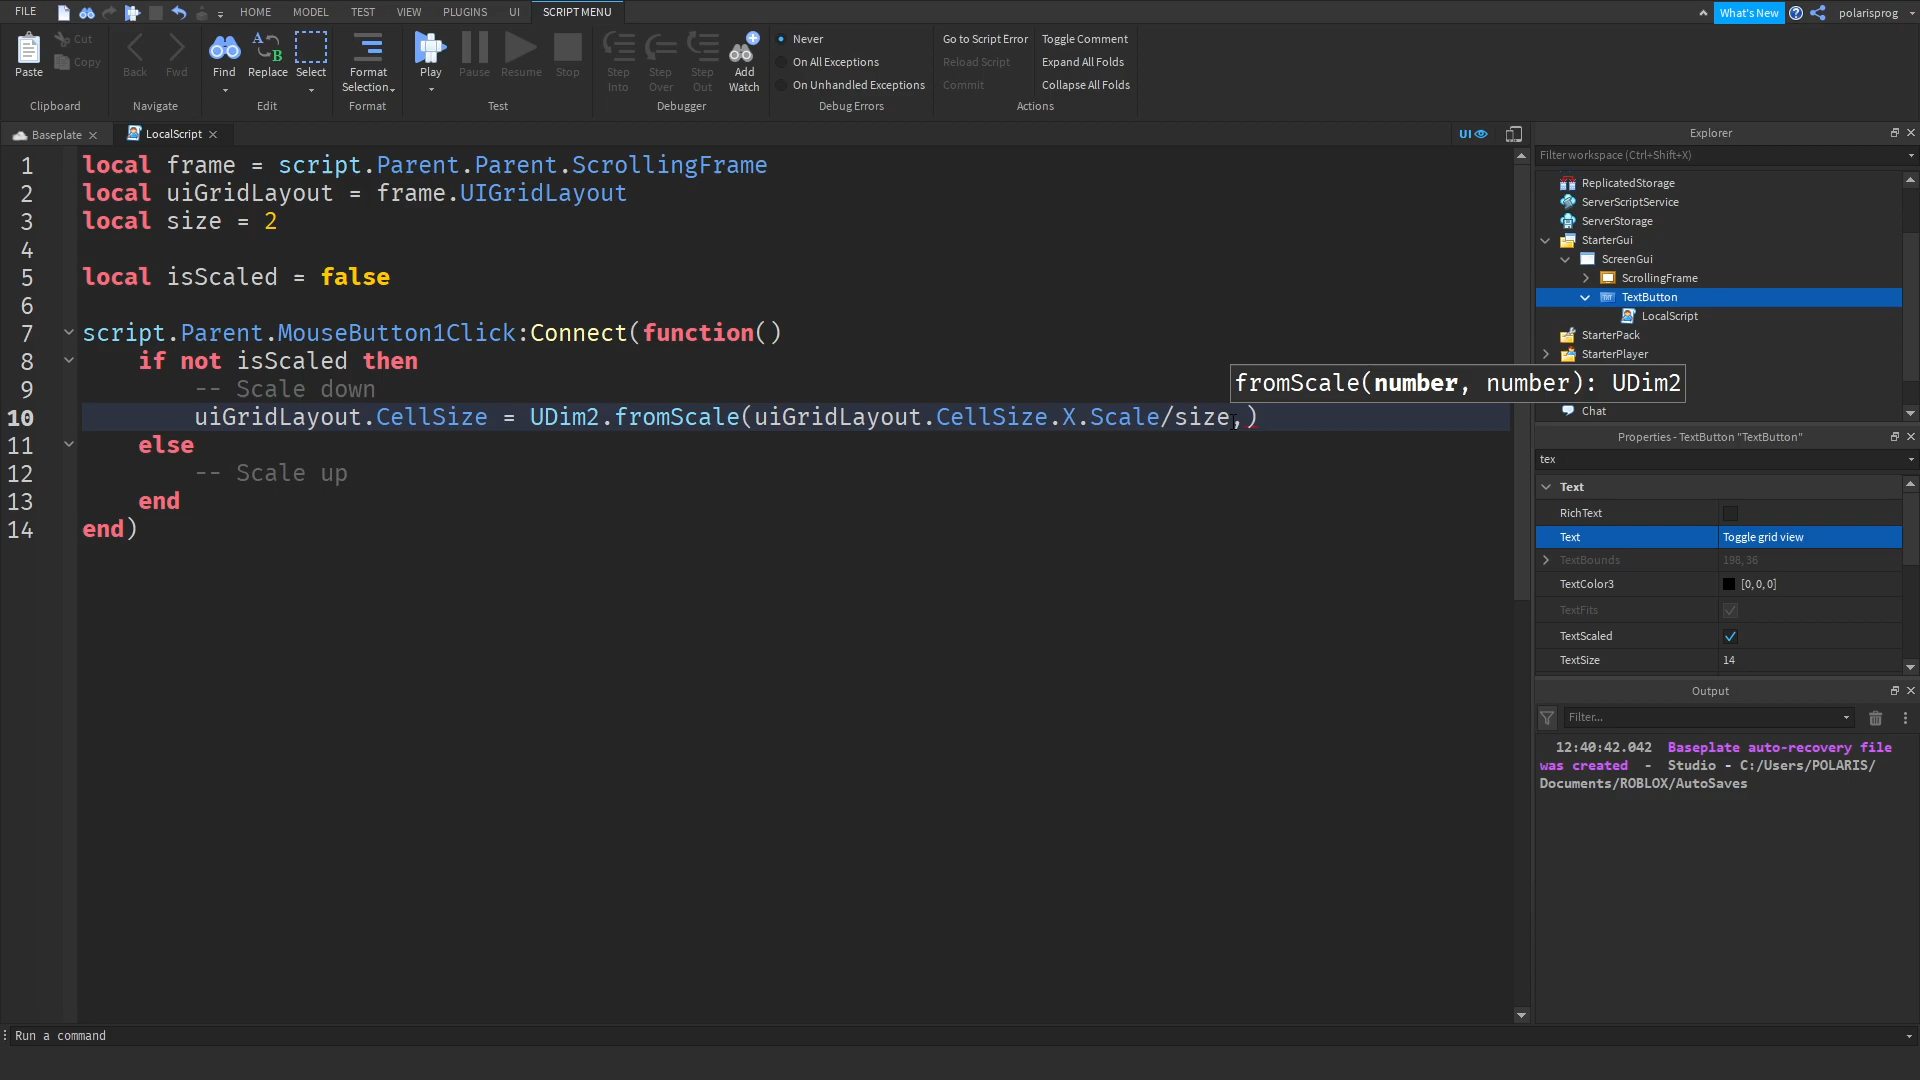 FILE HOME MODEL TEST VIEW PLUGINS UI SCRIPT MENU What's New polarisprog
Paste Cut Copy Back Fwd Find Replace Select Format Selection Play Pause Resume Stop Step Into Step Over Step Out Add Watch
Never Go to Script Error Toggle Comment
On All Exceptions Reload Script Expand All Folds
On Unhandled Exceptions Commit Collapse All Folds
Clipboard Navigate Edit Format Test Debugger Debug Errors Actions
Baseplate LocalScript UI
1 local frame = script.Parent.Parent.ScrollingFrame
2 local uiGridLayout = frame.UIGridLayout
3 local size = 2
4
5 local isScaled = false
6
7 script.Parent.MouseButton1Click:Connect(function()
8 if not isScaled then
9 -- Scale down
fromScale(number, number): UDim2
10 uiGridLayout.CellSize = UDim2.fromScale(uiGridLayout.CellSize.X.Scale/size,)
11 else
12 -- Scale up
13 end
14 end)
Explorer
Filter workspace (Ctrl+Shift+X)
ReplicatedStorage
ServerScriptService
ServerStorage
StarterGui
ScreenGui
ScrollingFrame
TextButton
LocalScript
StarterPack
StarterPlayer
Chat
Properties - TextButton "TextButton"
tex
Text
RichText
Text Toggle grid view
TextBounds 198, 36
TextColor3 [0, 0, 0]
TextFits
TextScaled
TextSize 14
Output
Filter...
12:40:42.042 Baseplate auto-recovery file
was created - Studio - C:/Users/POLARIS/
Documents/ROBLOX/AutoSaves
Run a command